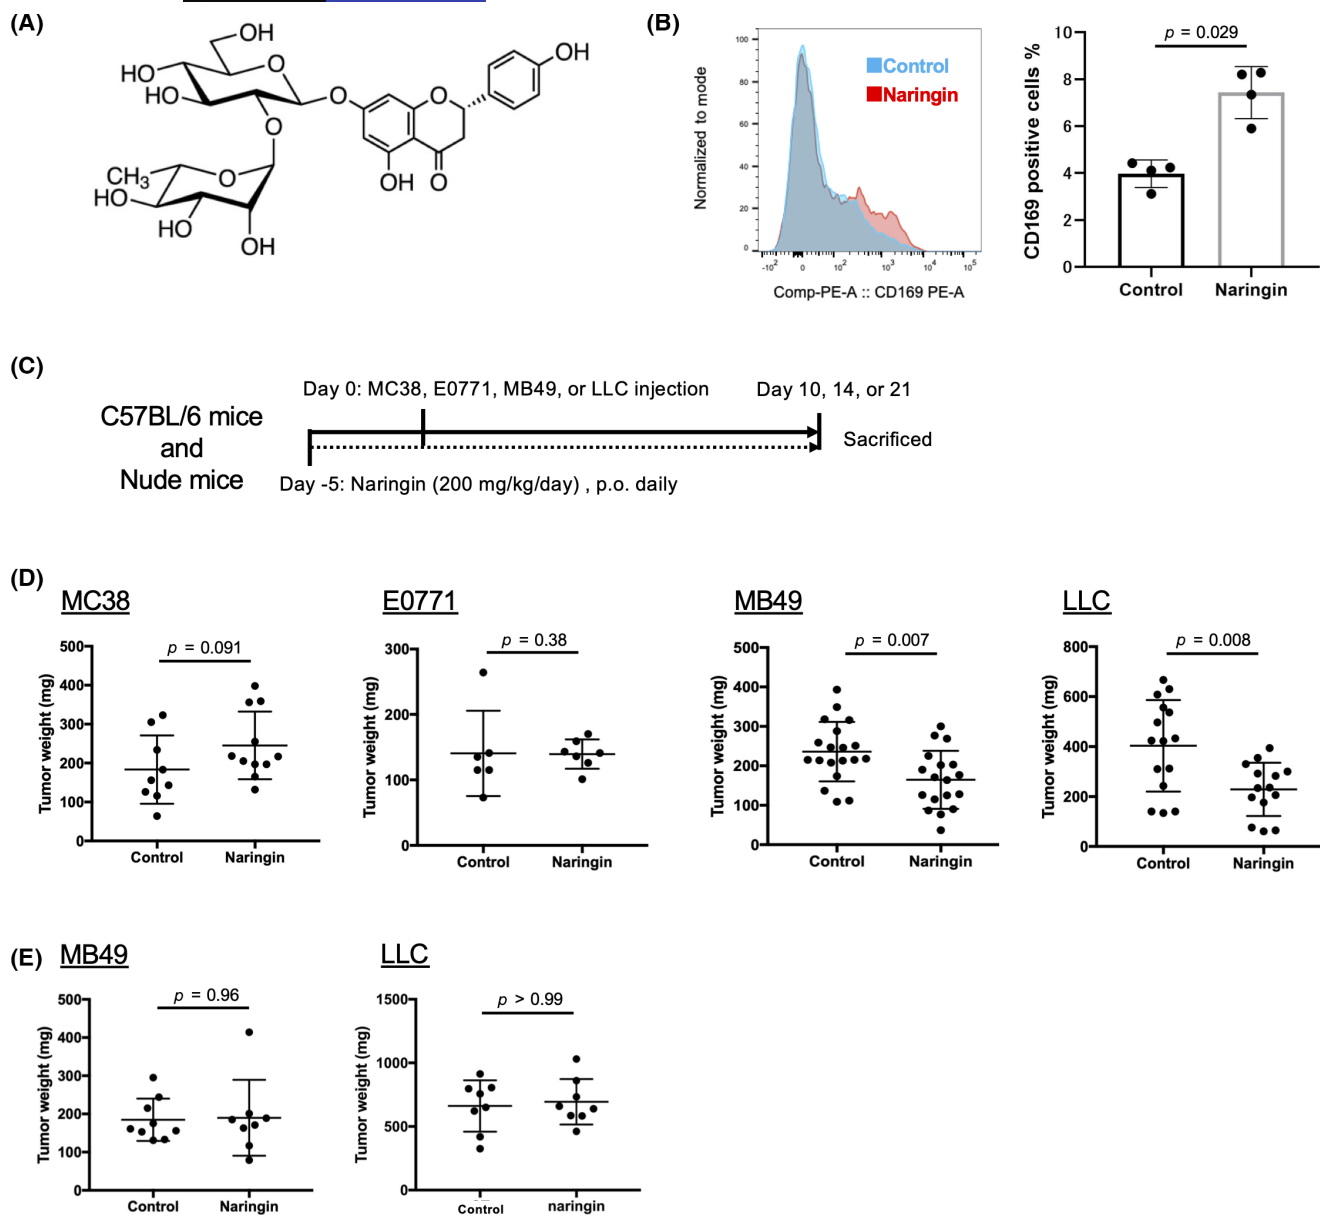 (A)
OH
HO
HO
O
O
O
O
O
OH
OH
O
CH3
O
HO
HO
OH
(B)
Normalized to mode
100
80
60
40
20
0
-10²
0
10²
10³
10⁴
10⁵
Comp-PE-A :: CD169 PE-A
Control
Naringin
CD169 positive cells %
10
8
6
4
2
0
p = 0.029
Control
Naringin
(C)
C57BL/6 mice
and
Nude mice
Day 0: MC38, E0771, MB49, or LLC injection
Day 10, 14, or 21
Sacrificed
Day -5: Naringin (200 mg/kg/day) , p.o. daily
(D)
MC38
Tumor weight (mg)
500
400
300
200
100
0
p = 0.091
Control
Naringin
E0771
Tumor weight (mg)
300
200
100
0
p = 0.38
Control
Naringin
MB49
Tumor weight (mg)
500
400
300
200
100
0
p = 0.007
Control
Naringin
LLC
Tumor weight (mg)
800
600
400
200
0
p = 0.008
Control
Naringin
(E)
MB49
Tumor weight (mg)
500
400
300
200
100
0
p = 0.96
Control
Naringin
LLC
Tumor weight (mg)
1500
1000
500
0
p > 0.99
Control
naringin